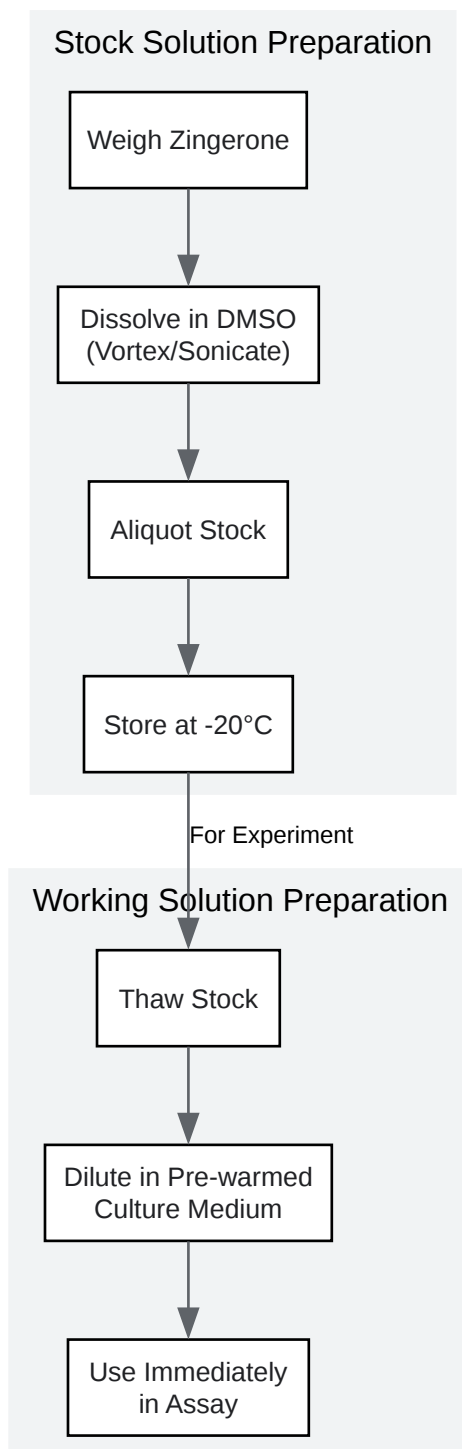 Stock Solution Preparation
Weigh Zingerone
Dissolve in DMSO
(Vortex/Sonicate)
Aliquot Stock
Store at -20°C
For Experiment
Working Solution Preparation
Thaw Stock
Dilute in Pre-warmed
Culture Medium
Use Immediately
in Assay